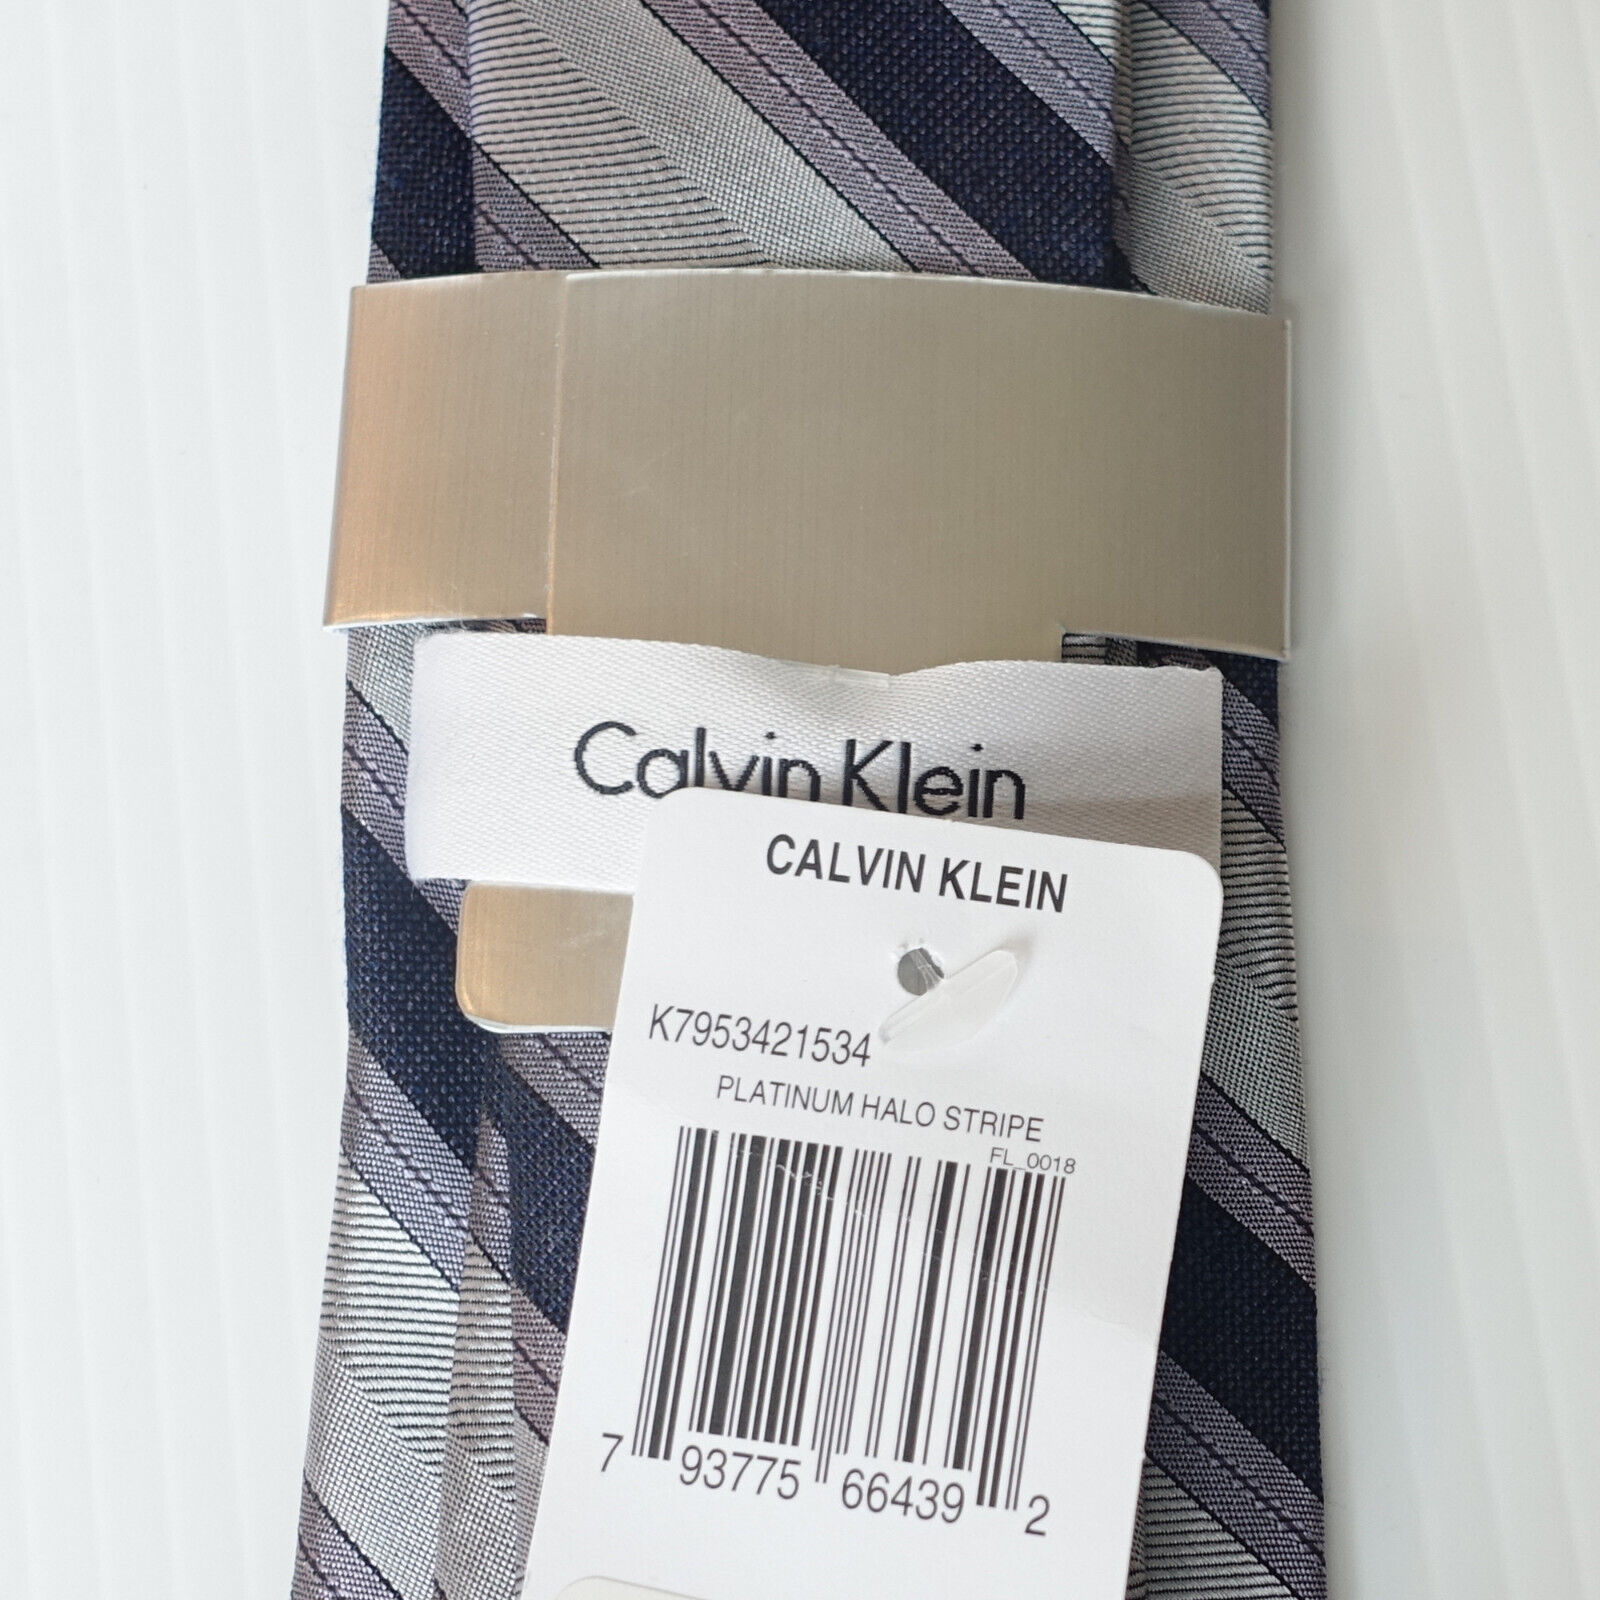 Calvin Klein
CALVIN KLEIN
K7953421534
PLATINUM HALO STRIPE
FL_0018
7 93775 66439 2